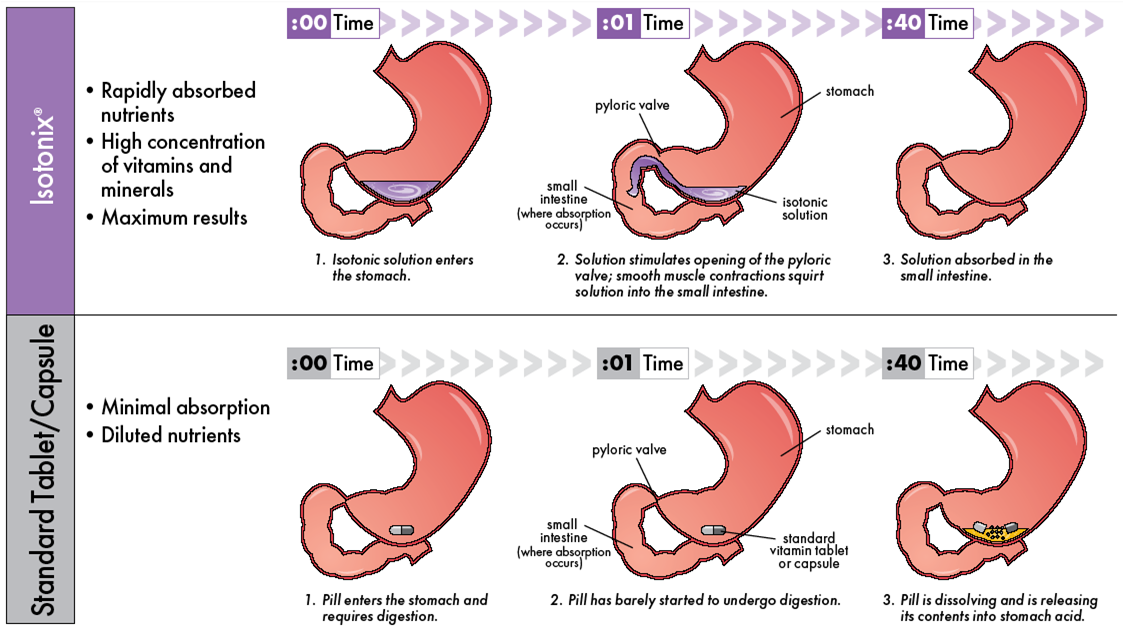 Isotonix®
• Rapidly absorbed
nutrients
• High concentration
of vitamins and
minerals
• Maximum results
:00 Time
1. Isotonic solution enters
the stomach.
:01 Time
pyloric valve
stomach
small
intestine
(where absorption
occurs)
isotonic
solution
2. Solution stimulates opening of the pyloric
valve; smooth muscle contractions squirt
solution into the small intestine.
:40 Time
3. Solution absorbed in the
small intestine.
Standard Tablet/Capsule
• Minimal absorption
• Diluted nutrients
:00 Time
1. Pill enters the stomach and
requires digestion.
:01 Time
pyloric valve
stomach
small
intestine
(where absorption
occurs)
standard
vitamin tablet
or capsule
2. Pill has barely started to undergo digestion.
:40 Time
3. Pill is dissolving and is releasing
its contents into stomach acid.